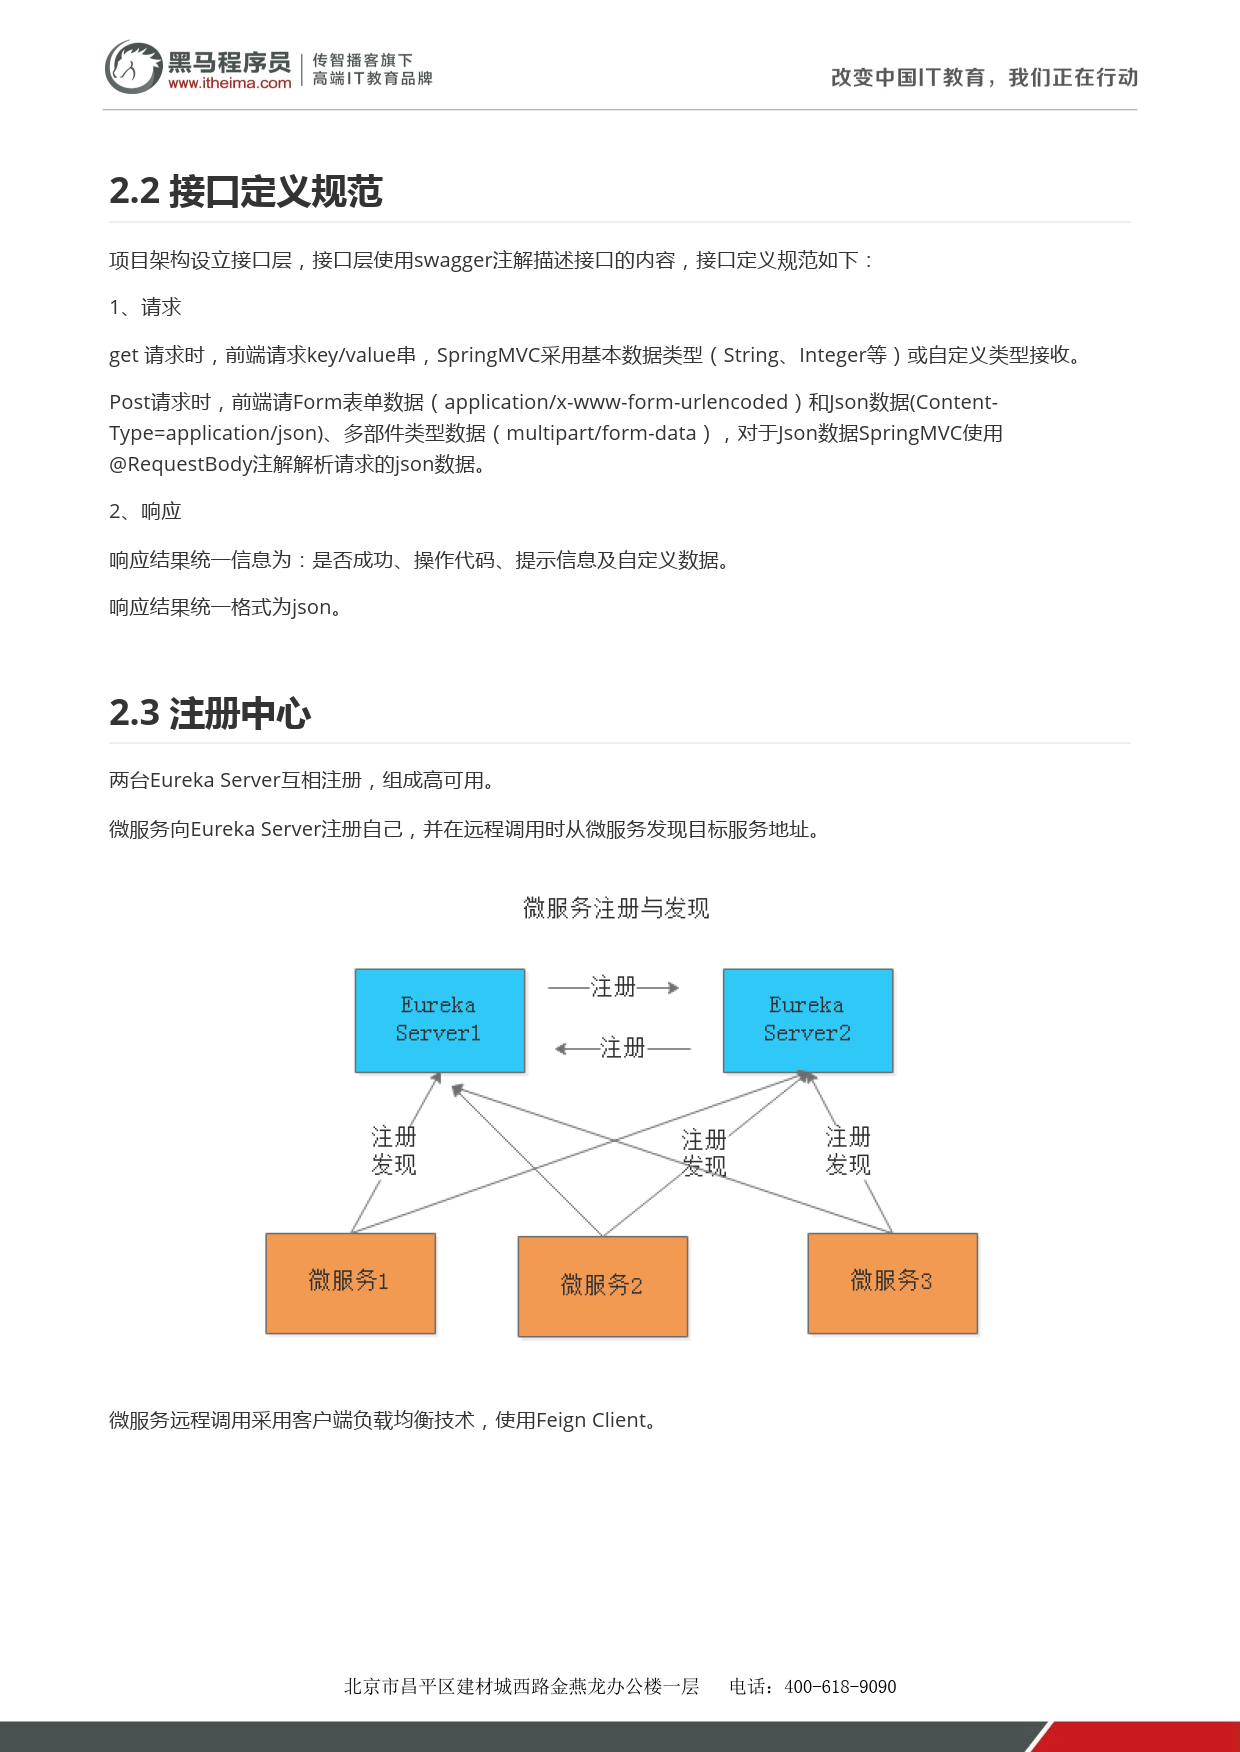 黑马程序员
www.itheima.com
传智播客旗下
高端IT教育品牌
改变中国IT教育，我们正在行动
2.2 接口定义规范
项目架构设立接口层，接口层使用swagger注解描述接口的内容，接口定义规范如下：
1、请求
get 请求时，前端请求key/value串，SpringMVC采用基本数据类型（String、Integer等）或自定义类型接收。
Post请求时，前端请Form表单数据（application/x-www-form-urlencoded）和Json数据(Content-
Type=application/json)、多部件类型数据（multipart/form-data），对于Json数据SpringMVC使用
@RequestBody注解解析请求的json数据。
2、响应
响应结果统一信息为：是否成功、操作代码、提示信息及自定义数据。
响应结果统一格式为json。
2.3 注册中心
两台Eureka Server互相注册，组成高可用。
微服务向Eureka Server注册自己，并在远程调用时从微服务发现目标服务地址。
微服务注册与发现
Eureka
Server1
注册
注册
Eureka
Server2
注册
发现
注册
发现
注册
发现
微服务1
微服务2
微服务3
微服务远程调用采用客户端负载均衡技术，使用Feign Client。
北京市昌平区建材城西路金燕龙办公楼一层 电话：400-618-9090